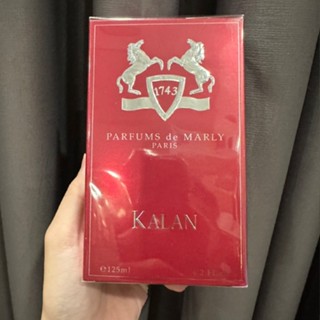 1743
PARFUMS de MARLY
PARIS
KALAN
℮125ml